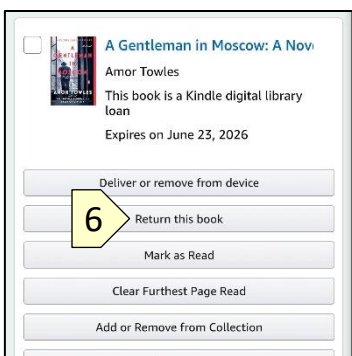 A Gentleman in Moscow: A Nov
Amor Towles
This book is a Kindle digital library
loan
Expires on June 23, 2026
Deliver or remove from device
6
Return this book
Mark as Read
Clear Furthest Page Read
Add or Remove from Collection